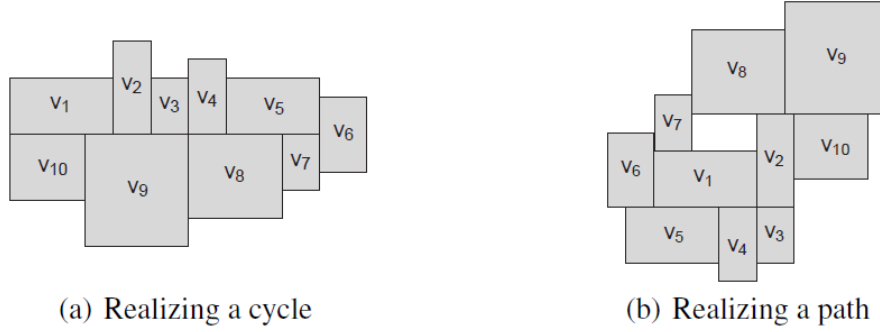 v2 v4
v1 v3 v5 v6
v10 v9 v8 v7
(a) Realizing a cycle
v8 v9
v7
v6 v1 v2 v10
v5 v4 v3
(b) Realizing a path